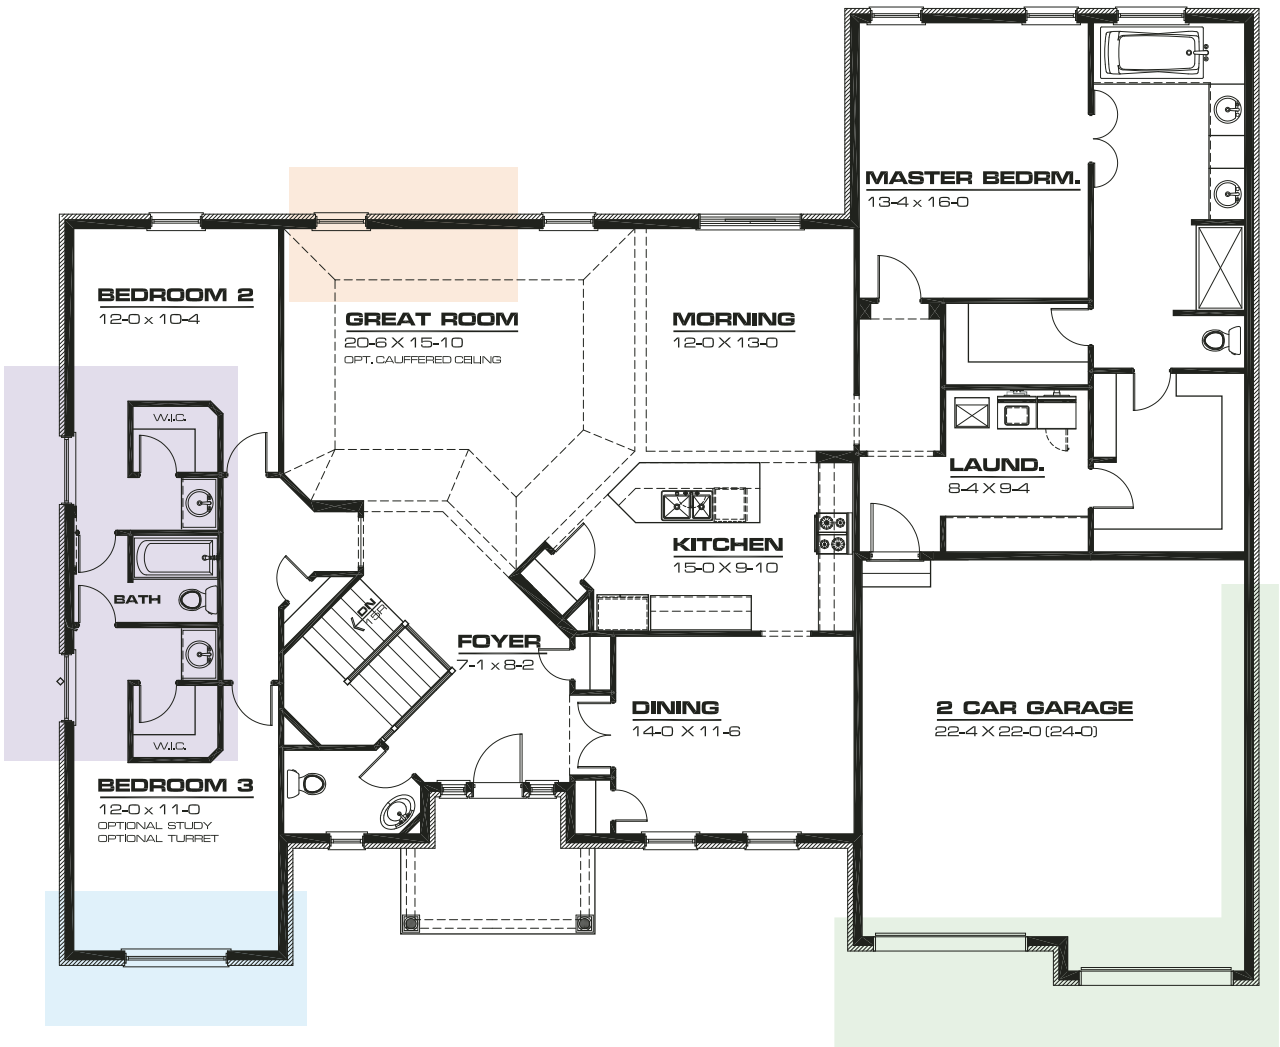 MASTER BEDRM.
13-4 x 16-0
BEDROOM 2
12-0 x 10-4
GREAT ROOM
20-6 X 15-10
OPT. CAUFFERED CEILING
MORNING
12-0 X 13-0
W.I.C.
LAUND.
8-4 X 9-4
KITCHEN
15-0 X 9-10
BATH
DN
15R
FOYER
7-1 x 8-2
DINING
14-0 X 11-6
2 CAR GARAGE
22-4 X 22-0 (24-0)
W.I.C.
BEDROOM 3
12-0 x 11-0
OPTIONAL STUDY
OPTIONAL TURRET